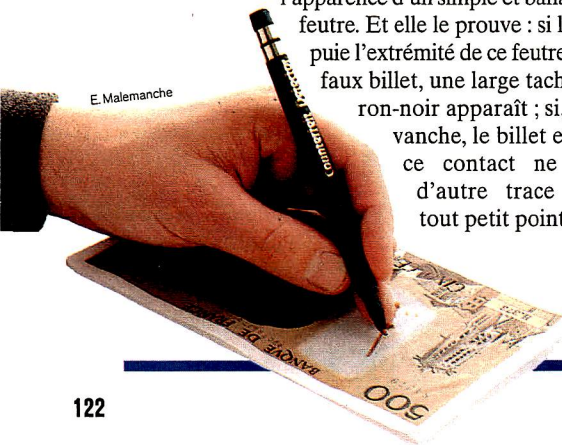 l'apparence d'un simple et bana
feutre. Et elle le prouve : si l
puie l'extrémité de ce feutre
faux billet, une large tach
ron-noir apparaît ; si
vanche, le billet e
ce contact ne
d'autre trace
tout petit point
E. Malemanche
BANQUE DE
500
122